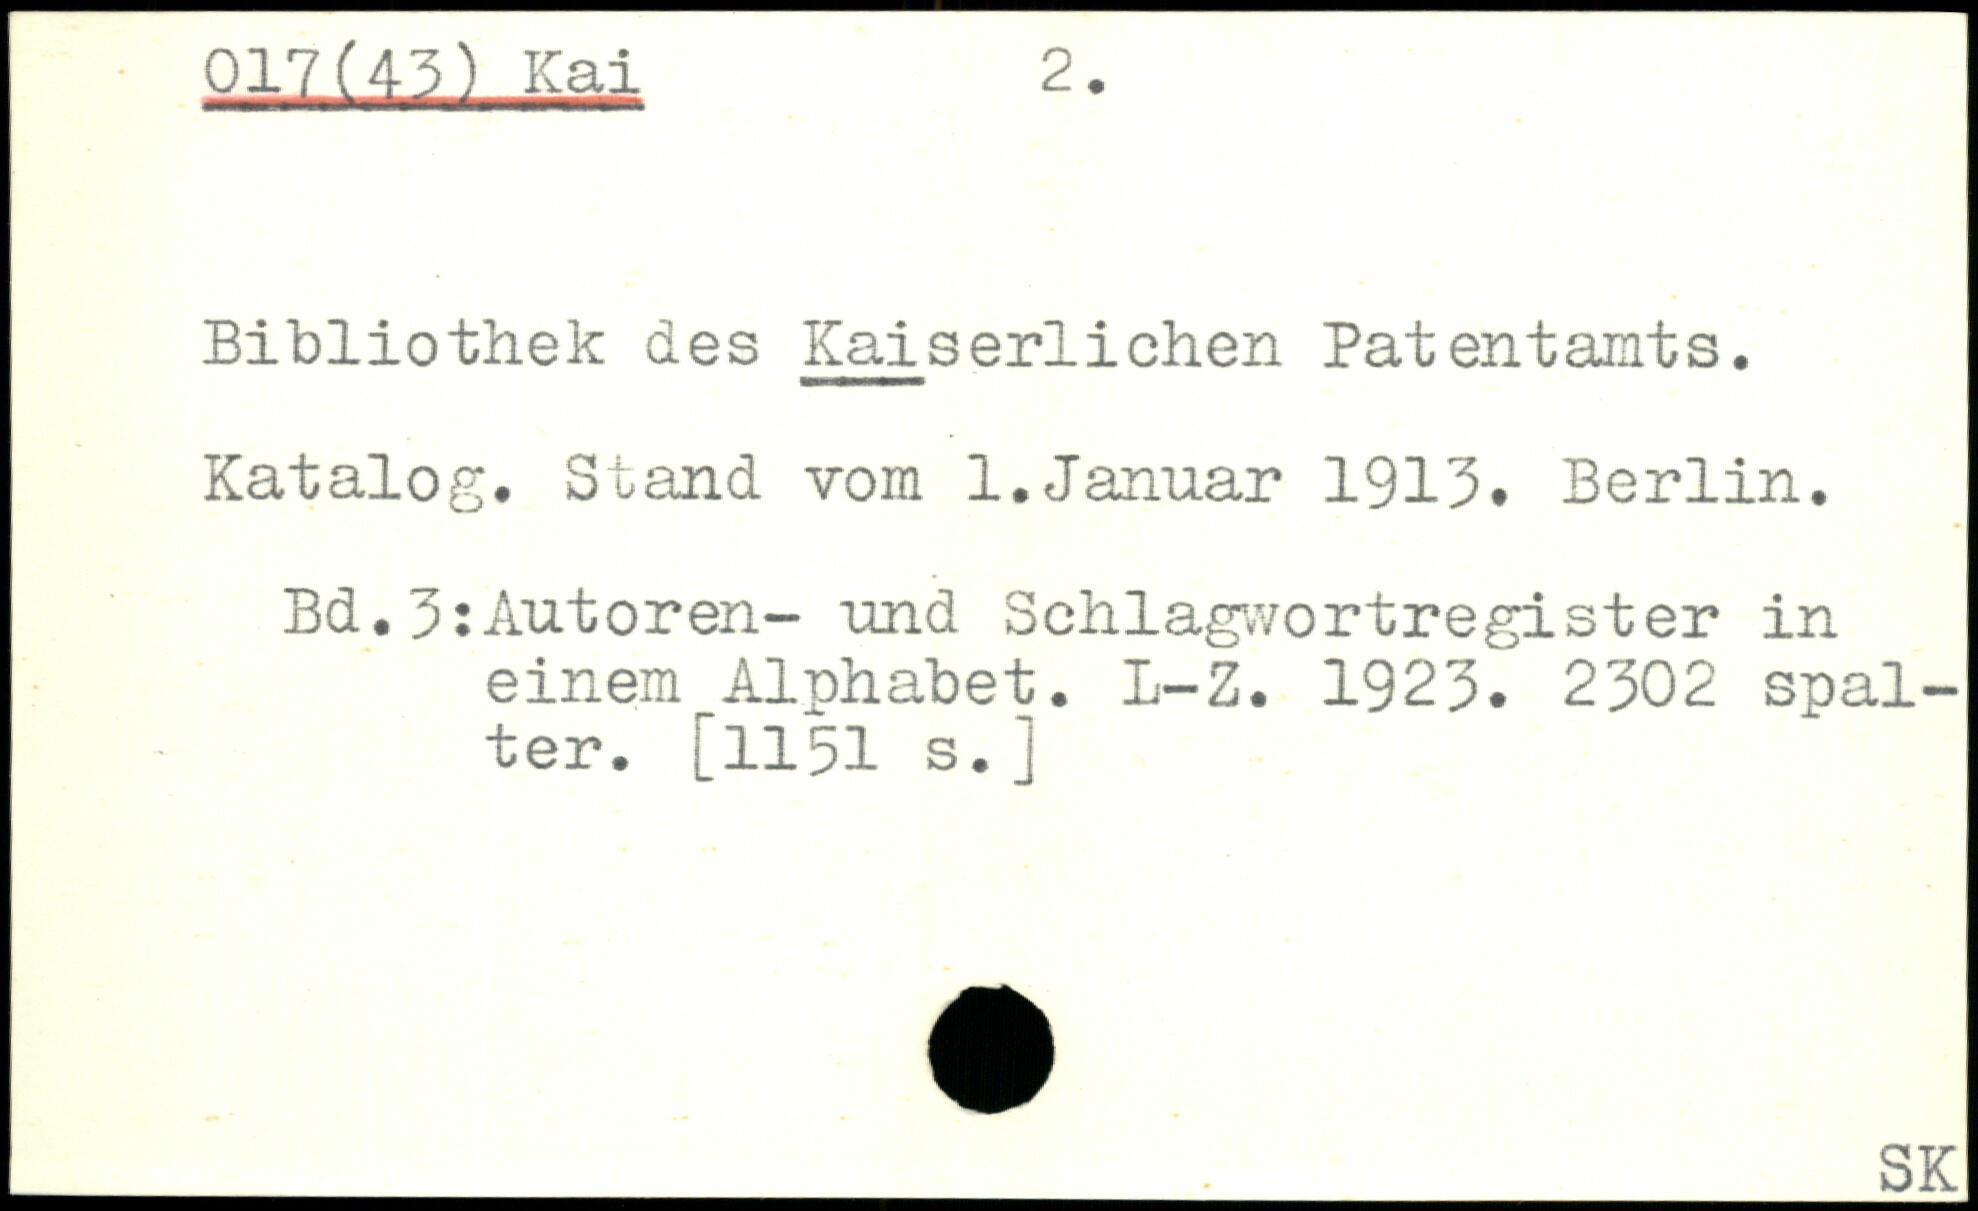 017(43) Kai 2.
Bibliothek des Kaiserlichen Patentamts.
Katalog. Stand vom 1.Januar 1913. Berlin.
Bd.3:Autoren- und Schlagwortregister in
einem Alphabet. L-Z. 1923. 2302 spal-
ter. [1151 s.]
SK